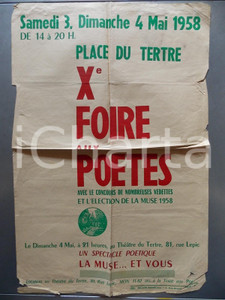 Samedi 3, Dimanche 4 Mai 1958
DE 14 à 20 H.
PLACE DU TERTRE
Xe
FOIRE
AUX
POÈTES
AVEC LE CONCOURS DE NOMBREUSES VEDETTES
ET L'ELECTION DE LA MUSE 1958
Le Dimanche 4 Mai, à 21 heures, au Théâtre du Tertre, 81, rue Lepic
UN SPECTACLE POETIQUE
LA MUSE... ET VOUS